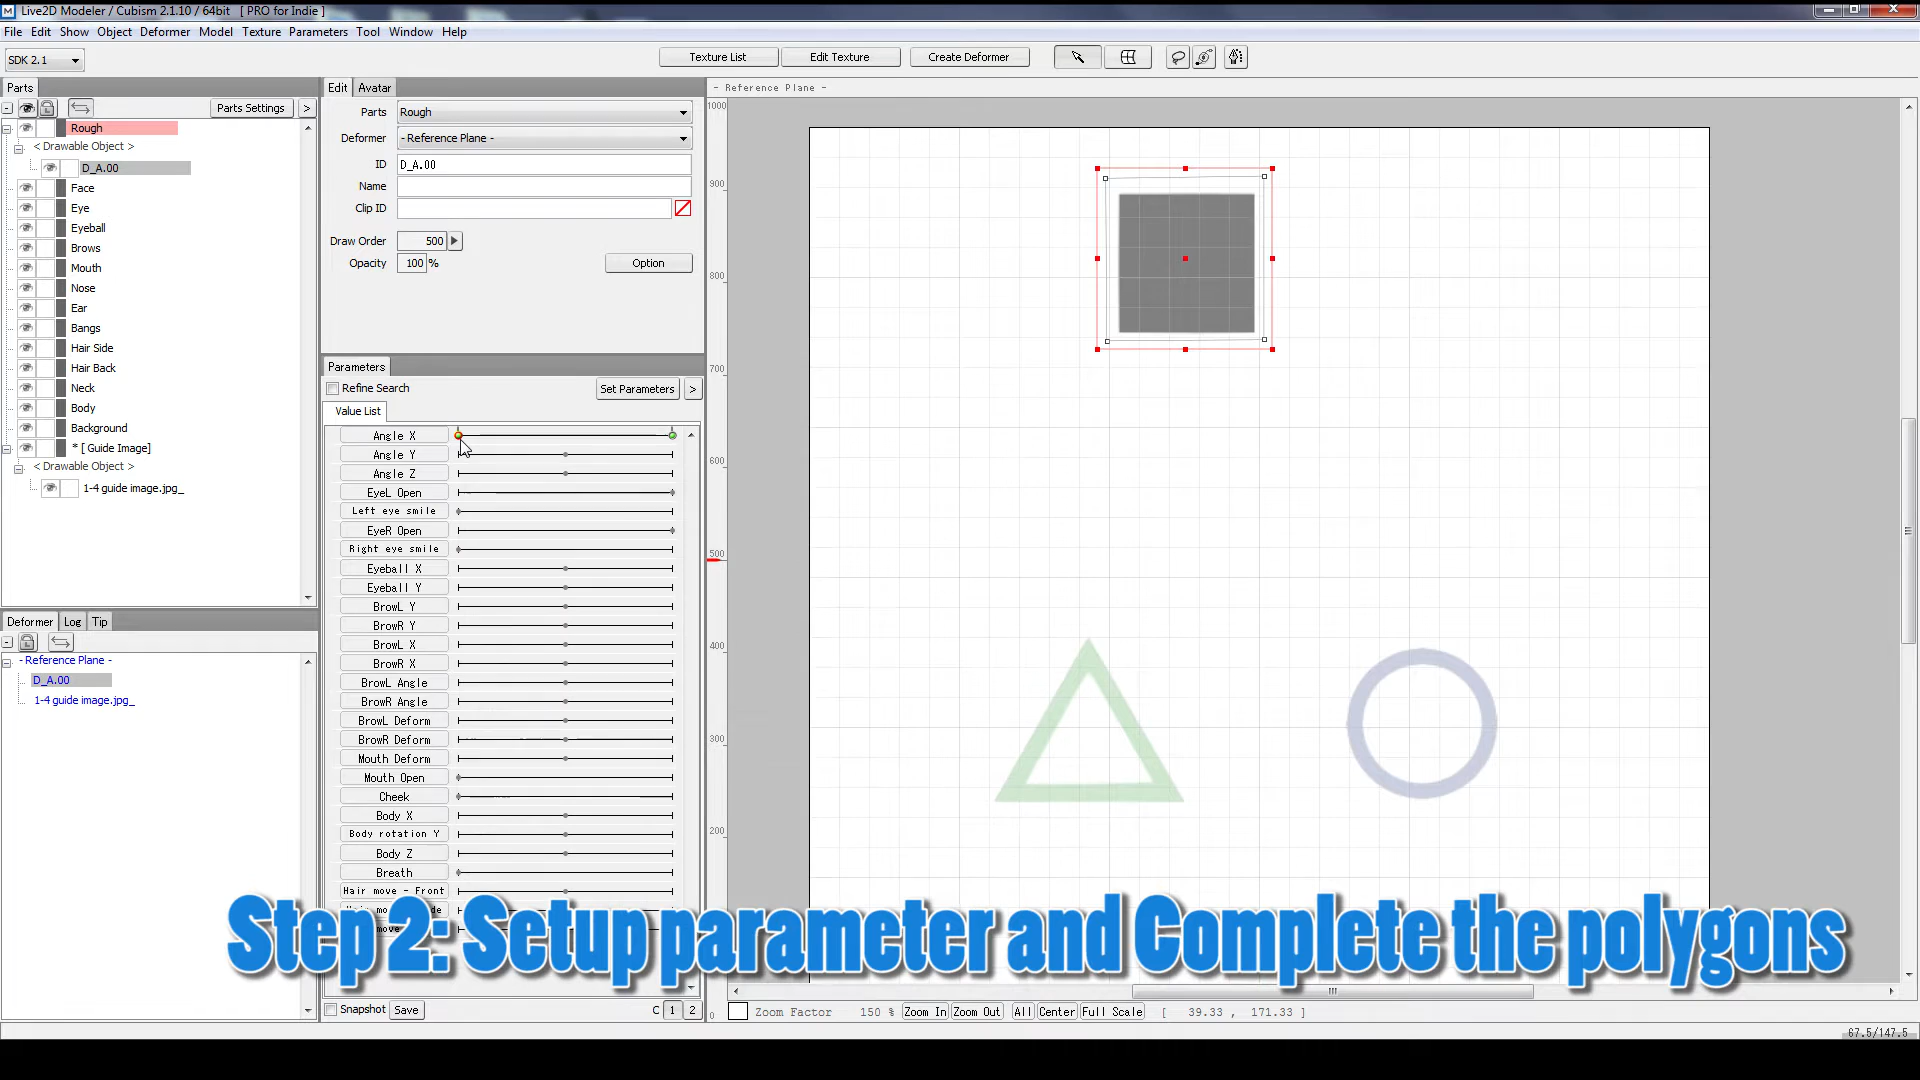 Live2D Modeler / Cubism 2.1.10 / 64bit   [ PRO for Indie ]
File Edit Show Object Deformer Model Texture Parameters Tool Window Help
SDK 2.1
Texture List Edit Texture Create Deformer
Parts
Parts Settings >
Rough
< Drawable Object >
D_A.00
Face
Eye
Eyeball
Brows
Mouth
Nose
Ear
Bangs
Hair Side
Hair Back
Neck
Body
Background
* [ Guide Image]
< Drawable Object >
1-4 guide image.jpg_
Deformer Log Tip
- Reference Plane -
D_A.00
1-4 guide image.jpg_
Edit Avatar
Parts Rough
Deformer - Reference Plane -
ID D_A.00
Name
Clip ID
Draw Order 500
Opacity 100 %
Option
Parameters
Refine Search Set Parameters >
Value List
Angle X
Angle Y
Angle Z
EyeL Open
Left eye smile
EyeR Open
Right eye smile
Eyeball X
Eyeball Y
BrowL Y
BrowR Y
BrowL X
BrowR X
BrowL Angle
BrowR Angle
BrowL Deform
BrowR Deform
Mouth Deform
Mouth Open
Cheek
Body X
Body rotation Y
Body Z
Breath
Hair move - Front
Snapshot Save C 1 2
- Reference Plane -
1000
900
800
700
600
500
400
300
200
0
Step 2: Setup parameter and Complete the polygons
Zoom Factor 150 % Zoom In Zoom Out All Center Full Scale [ 39.33 , 171.33 ]
67.5/147.5